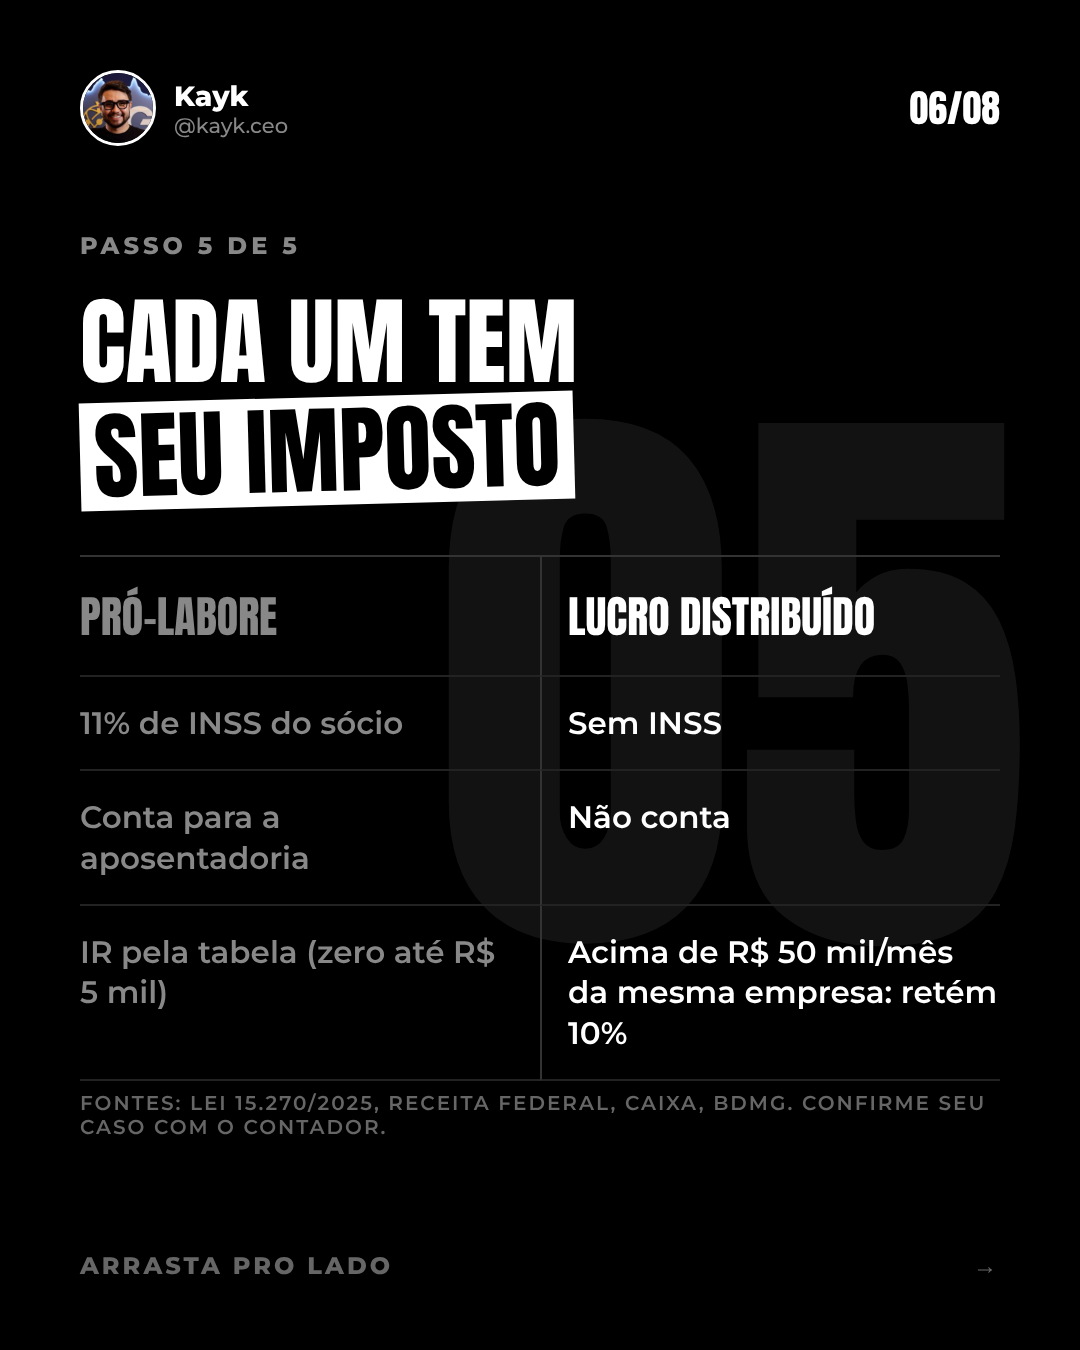 Kayk
@kayk.ceo
06/08
PASSO 5 DE 5
CADA UM TEM
SEU IMPOSTO
05
PRÓ-LABORE
LUCRO DISTRIBUÍDO
11% de INSS do sócio
Sem INSS
Conta para a
aposentadoria
Não conta
IR pela tabela (zero até R$
5 mil)
Acima de R$ 50 mil/mês
da mesma empresa: retém
10%
FONTES: LEI 15.270/2025, RECEITA FEDERAL, CAIXA, BDMG. CONFIRME SEU
CASO COM O CONTADOR.
ARRASTA PRO LADO
→